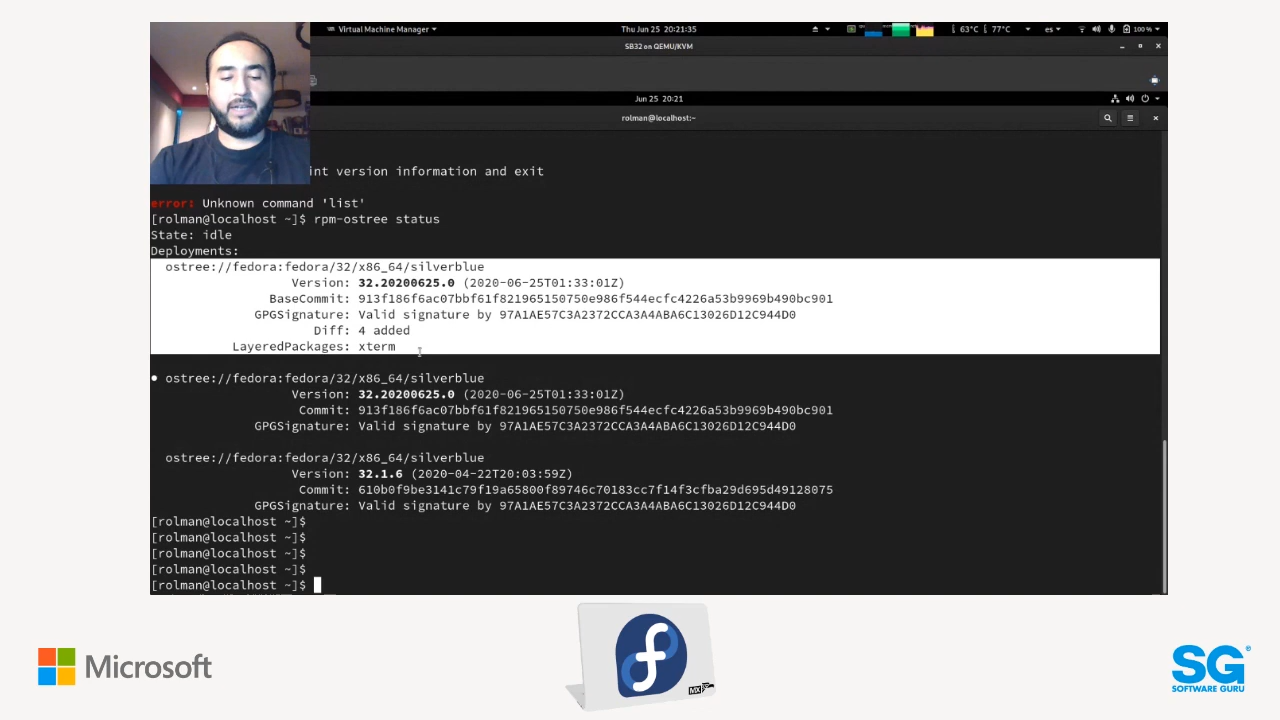 Virtual Machine Manager
Thu Jun 25 20:21:35
63°C
77°C
es
100 %
SB32 on QEMU/KVM
Jun 25 20:21
rolman@localhost:~
int version information and exit
error: Unknown command 'list'
[rolman@localhost ~]$ rpm-ostree status
State: idle
Deployments:
ostree://fedora:fedora/32/x86_64/silverblue
Version: 32.20200625.0 (2020-06-25T01:33:01Z)
BaseCommit: 913f186f6ac07bbf61f821965150750e986f544ecfc4226a53b9969b490bc901
GPGSignature: Valid signature by 97A1AE57C3A2372CCA3A4ABA6C13026D12C944D0
Diff: 4 added
LayeredPackages: xterm
● ostree://fedora:fedora/32/x86_64/silverblue
Version: 32.20200625.0 (2020-06-25T01:33:01Z)
Commit: 913f186f6ac07bbf61f821965150750e986f544ecfc4226a53b9969b490bc901
GPGSignature: Valid signature by 97A1AE57C3A2372CCA3A4ABA6C13026D12C944D0
ostree://fedora:fedora/32/x86_64/silverblue
Version: 32.1.6 (2020-04-22T20:03:59Z)
Commit: 610b0f9be3141c79f19a65800f89746c70183cc7f14f3cfba29d695d49128075
GPGSignature: Valid signature by 97A1AE57C3A2372CCA3A4ABA6C13026D12C944D0
[rolman@localhost ~]$
[rolman@localhost ~]$
[rolman@localhost ~]$
[rolman@localhost ~]$
[rolman@localhost ~]$
Microsoft
MX
SG
SOFTWARE GURU